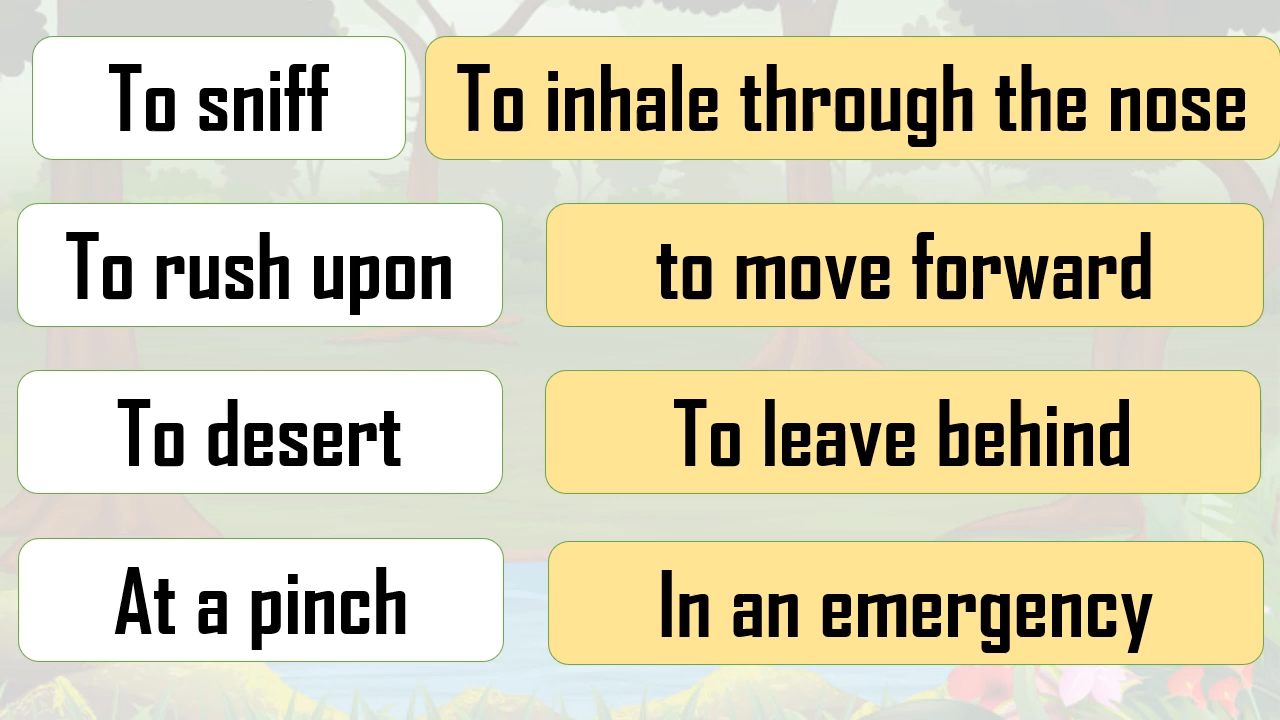 To sniff
To inhale through the nose
To rush upon
to move forward
To desert
To leave behind
At a pinch
In an emergency